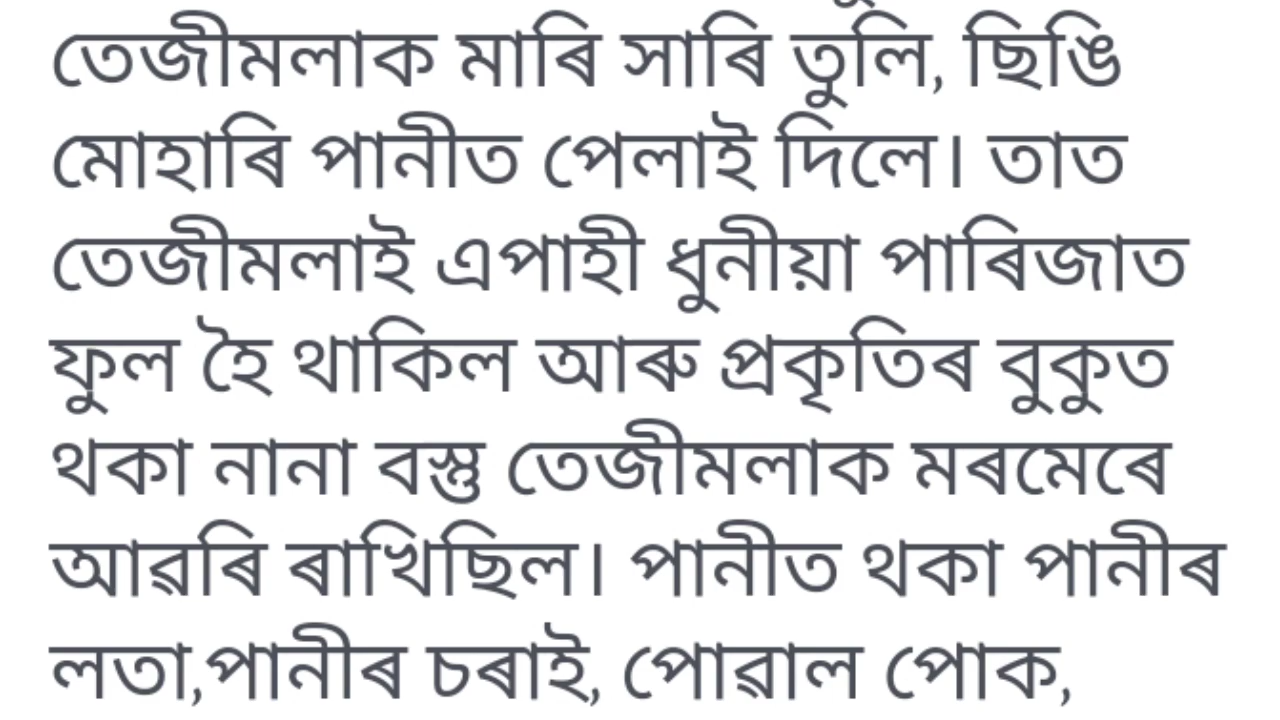 তেজীমলাক মাৰি সাৰি তুলি, ছিঙি
মোহাৰি পানীত পেলাই দিলে। তাত
তেজীমলাই এপাহী ধুনীয়া পাৰিজাত
ফুল হৈ থাকিল আৰু প্ৰকৃতিৰ বুকুত
থকা নানা বস্তু তেজীমলাক মৰমেৰে
আৱৰি ৰাখিছিল। পানীত থকা পানীৰ
লতা,পানীৰ চৰাই, পোৱাল পোক,